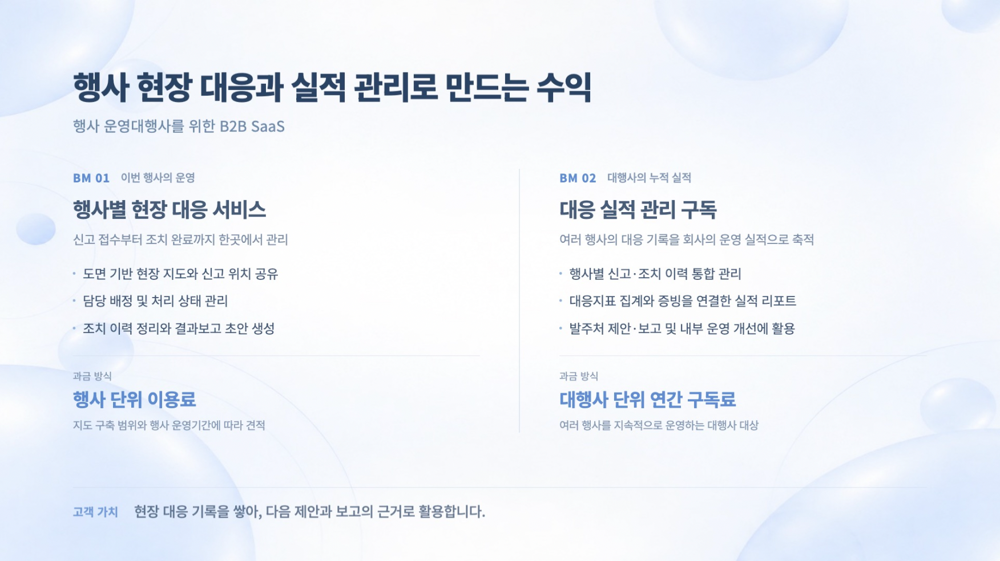 행사 현장 대응과 실적 관리로 만드는 수익
행사 운영대행사를 위한 B2B SaaS
BM 01 이번 행사의 운영
행사별 현장 대응 서비스
신고 접수부터 조치 완료까지 한곳에서 관리
• 도면 기반 현장 지도와 신고 위치 공유
• 담당 배정 및 처리 상태 관리
• 조치 이력 정리와 결과보고 초안 생성
과금 방식
행사 단위 이용료
지도 구축 범위와 행사 운영기간에 따라 견적
BM 02 대행사의 누적 실적
대응 실적 관리 구독
여러 행사의 대응 기록을 회사의 운영 실적으로 축적
• 행사별 신고·조치 이력 통합 관리
• 대응지표 집계와 증빙을 연결한 실적 리포트
• 발주처 제안·보고 및 내부 운영 개선에 활용
과금 방식
대행사 단위 연간 구독료
여러 행사를 지속적으로 운영하는 대행사 대상
고객 가치 현장 대응 기록을 쌓아, 다음 제안과 보고의 근거로 활용합니다.